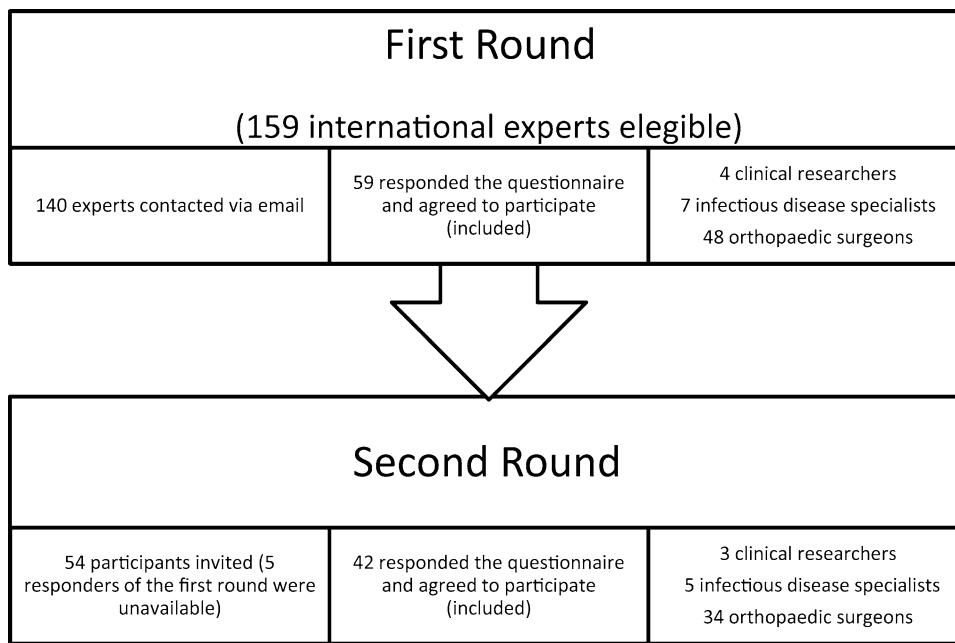 First Round
(159 international experts elegible)
140 experts contacted via email
59 responded the questionnaire
and agreed to participate
(included)
4 clinical researchers
7 infectious disease specialists
48 orthopaedic surgeons
Second Round
54 participants invited (5
responders of the first round were
unavailable)
42 responded the questionnaire
and agreed to participate
(included)
3 clinical researchers
5 infectious disease specialists
34 orthopaedic surgeons